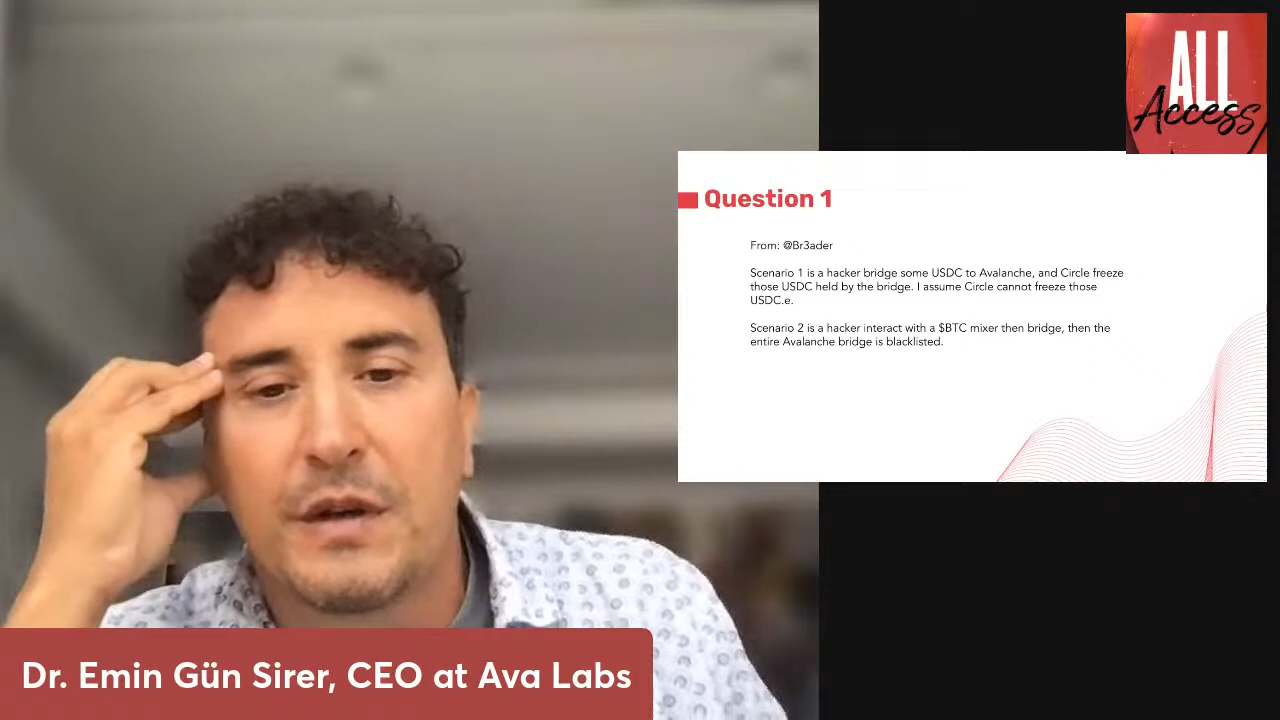 ALL
Access
Question 1
From: @Br3ader
Scenario 1 is a hacker bridge some USDC to Avalanche, and Circle freeze
those USDC held by the bridge. I assume Circle cannot freeze those
USDC.e.
Scenario 2 is a hacker interact with a $BTC mixer then bridge, then the
entire Avalanche bridge is blacklisted.
Dr. Emin Gün Sirer, CEO at Ava Labs